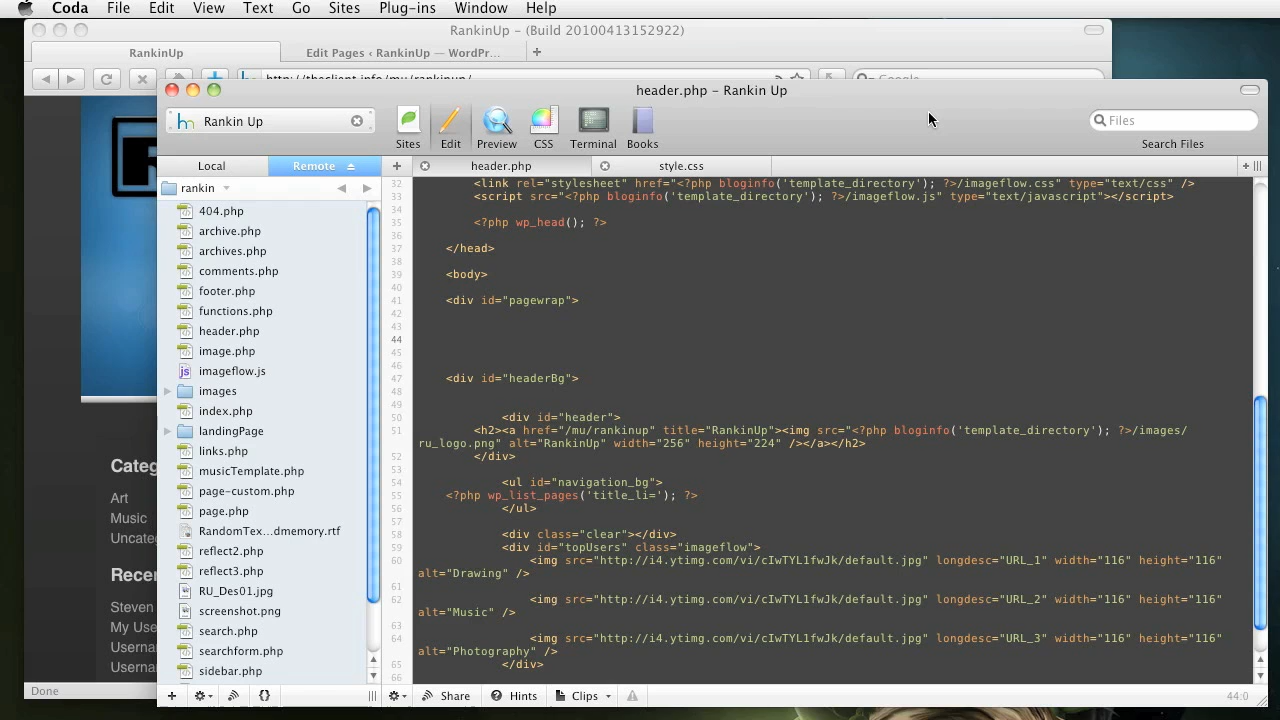 Coda File Edit View Text Go Sites Plug-ins Window Help
RankinUp - (Build 20100413152922)
RankinUp Edit Pages ‹ RankinUp — WordPr... +
http://theclient.info/mu/rankinup/ Google
header.php - Rankin Up
Rankin Up
Files
Sites Edit Preview CSS Terminal Books Search Files
Local Remote + header.php style.css +
rankin
404.php
archive.php
archives.php
comments.php
footer.php
functions.php
header.php
image.php
imageflow.js
images
index.php
landingPage
links.php
musicTemplate.php
page-custom.php
page.php
RandomTex...dmemory.rtf
reflect2.php
reflect3.php
RU_Des01.jpg
screenshot.png
search.php
searchform.php
sidebar.php
32 <link rel="stylesheet" href="<?php bloginfo('template_directory'); ?>/imageflow.css" type="text/css" />
33 <script src="<?php bloginfo('template_directory'); ?>/imageflow.js" type="text/javascript"></script>
34
35 <?php wp_head(); ?>
36
37 </head>
38
39 <body>
40
41 <div id="pagewrap">
42
43
44
45
46
47 <div id="headerBg">
48
49
50 <div id="header">
51 <h2><a href="/mu/rankinup" title="RankinUp"><img src="<?php bloginfo('template_directory'); ?>/images/
ru_logo.png" alt="RankinUp" width="256" height="224" /></a></h2>
52 </div>
53
54 <ul id="navigation_bg">
55 <?php wp_list_pages('title_li='); ?>
56 </ul>
57
58 <div class="clear"></div>
59 <div id="topUsers" class="imageflow">
60 <img src="http://i4.ytimg.com/vi/cIwTYL1fwJk/default.jpg" longdesc="URL_1" width="116" height="116"
alt="Drawing" />
61
62 <img src="http://i4.ytimg.com/vi/cIwTYL1fwJk/default.jpg" longdesc="URL_2" width="116" height="116"
alt="Music" />
63
64 <img src="http://i4.ytimg.com/vi/cIwTYL1fwJk/default.jpg" longdesc="URL_3" width="116" height="116"
alt="Photography" />
65 </div>
66
Categ
Art
Music
Uncateg
Recen
Steven
My Use
Userna
Userna
Done
+ Share Hints Clips 44:0